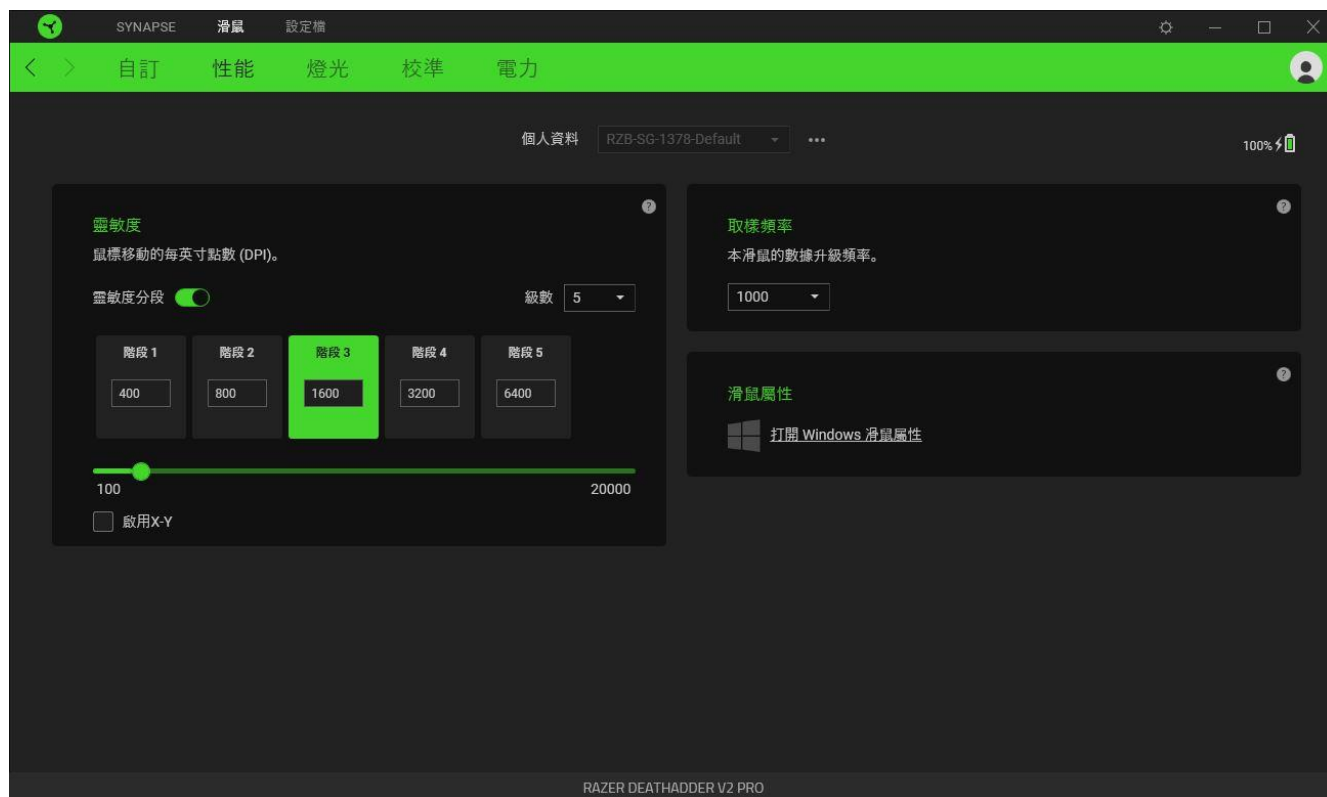 SYNAPSE 滑鼠 設定檔
自訂 性能 燈光 校準 電力
個人資料 RZB-SG-1378-Default
100%
靈敏度
鼠標移動的每英寸點數 (DPI)。
靈敏度分段 級數 5
階段 1 階段 2 階段 3 階段 4 階段 5
400 800 1600 3200 6400
100 20000
啟用X-Y
取樣頻率
本滑鼠的數據升級頻率。
1000
滑鼠屬性
打開 Windows 滑鼠屬性
RAZER DEATHADDER V2 PRO